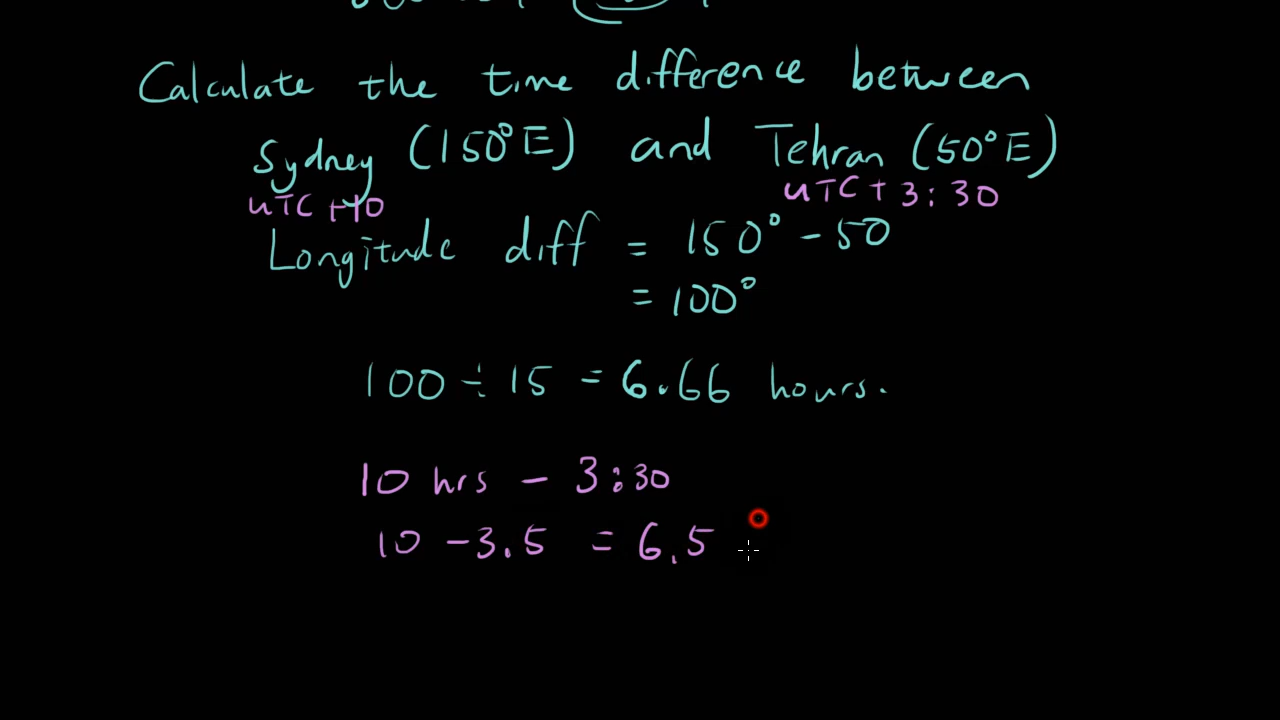 Calculate the time difference between
Sydney (150°E) and Tehran (50°E)
UTC +10 UTC + 3:30
Longitude diff = 150° - 50
= 100°
100 ÷ 15 = 6.66 hours.
10 hrs - 3:30
10 - 3.5 = 6.5